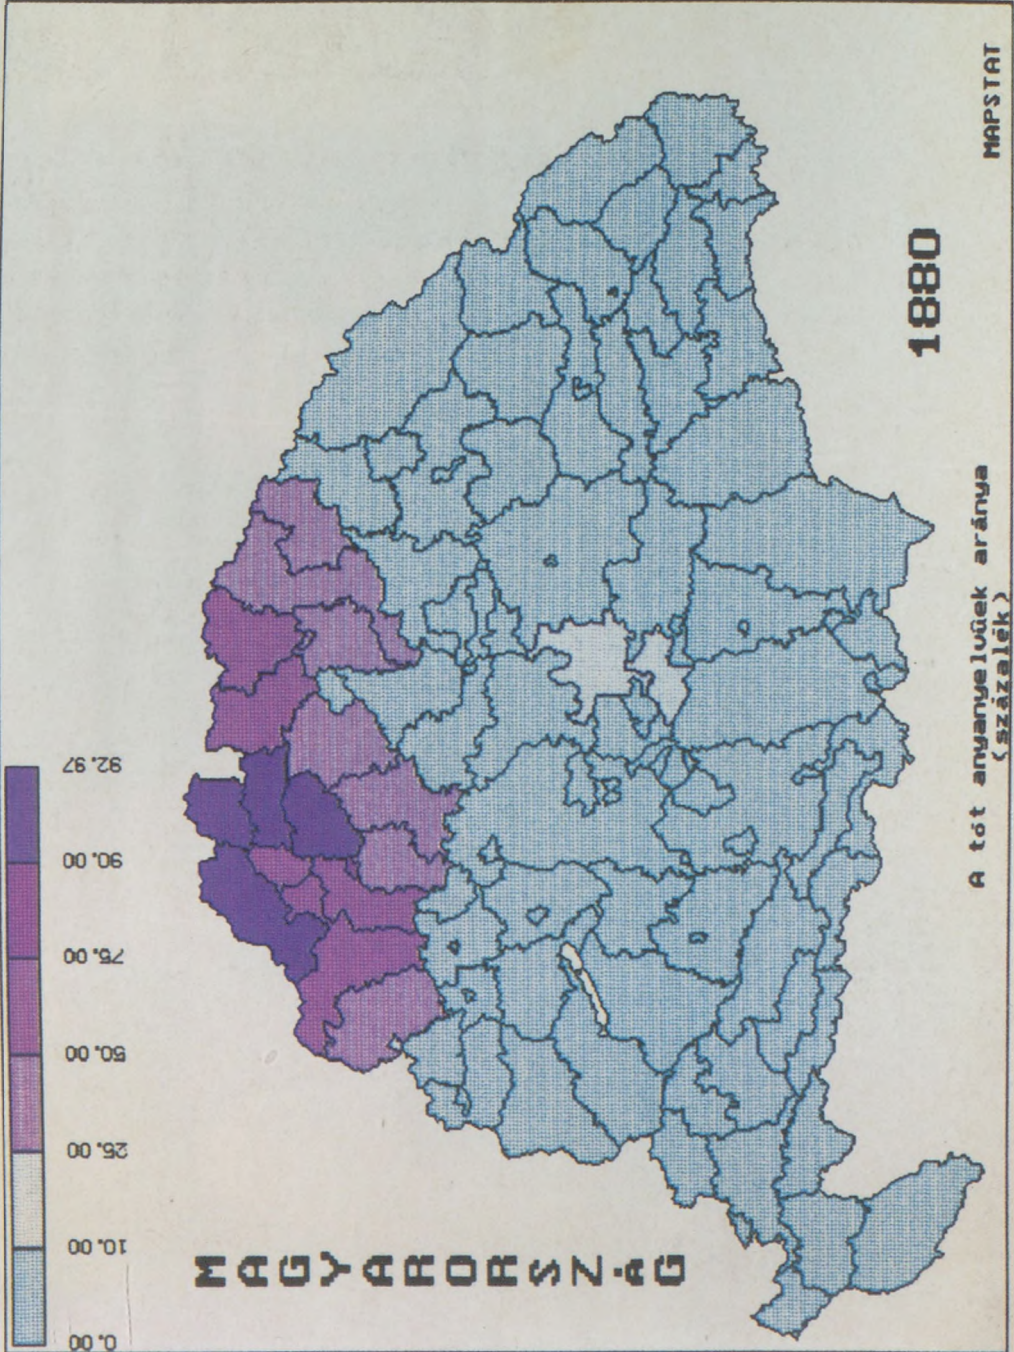 MAGYARORSZÁG
1880
A tót anyanyelvűek aránya
(százalék)
MAPSTAT
0.00
10.00
25.00
50.00
75.00
90.00
92.97